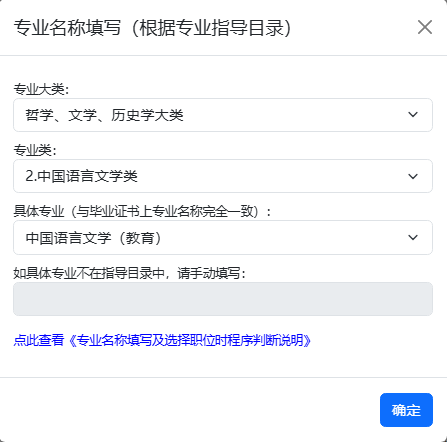 专业名称填写（根据专业指导目录）
专业大类：
哲学、文学、历史学大类
专业类：
2.中国语言文学类
具体专业（与毕业证书上专业名称完全一致）：
中国语言文学（教育）
如具体专业不在指导目录中，请手动填写：
点此查看《专业名称填写及选择职位时程序判断说明》
确定